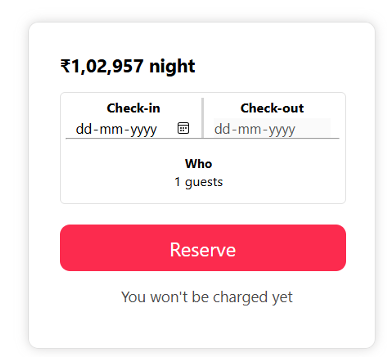 ₹1,02,957 night
Check-in Check-out
dd-mm-yyyy dd-mm-yyyy
Who
1 guests
Reserve
You won't be charged yet